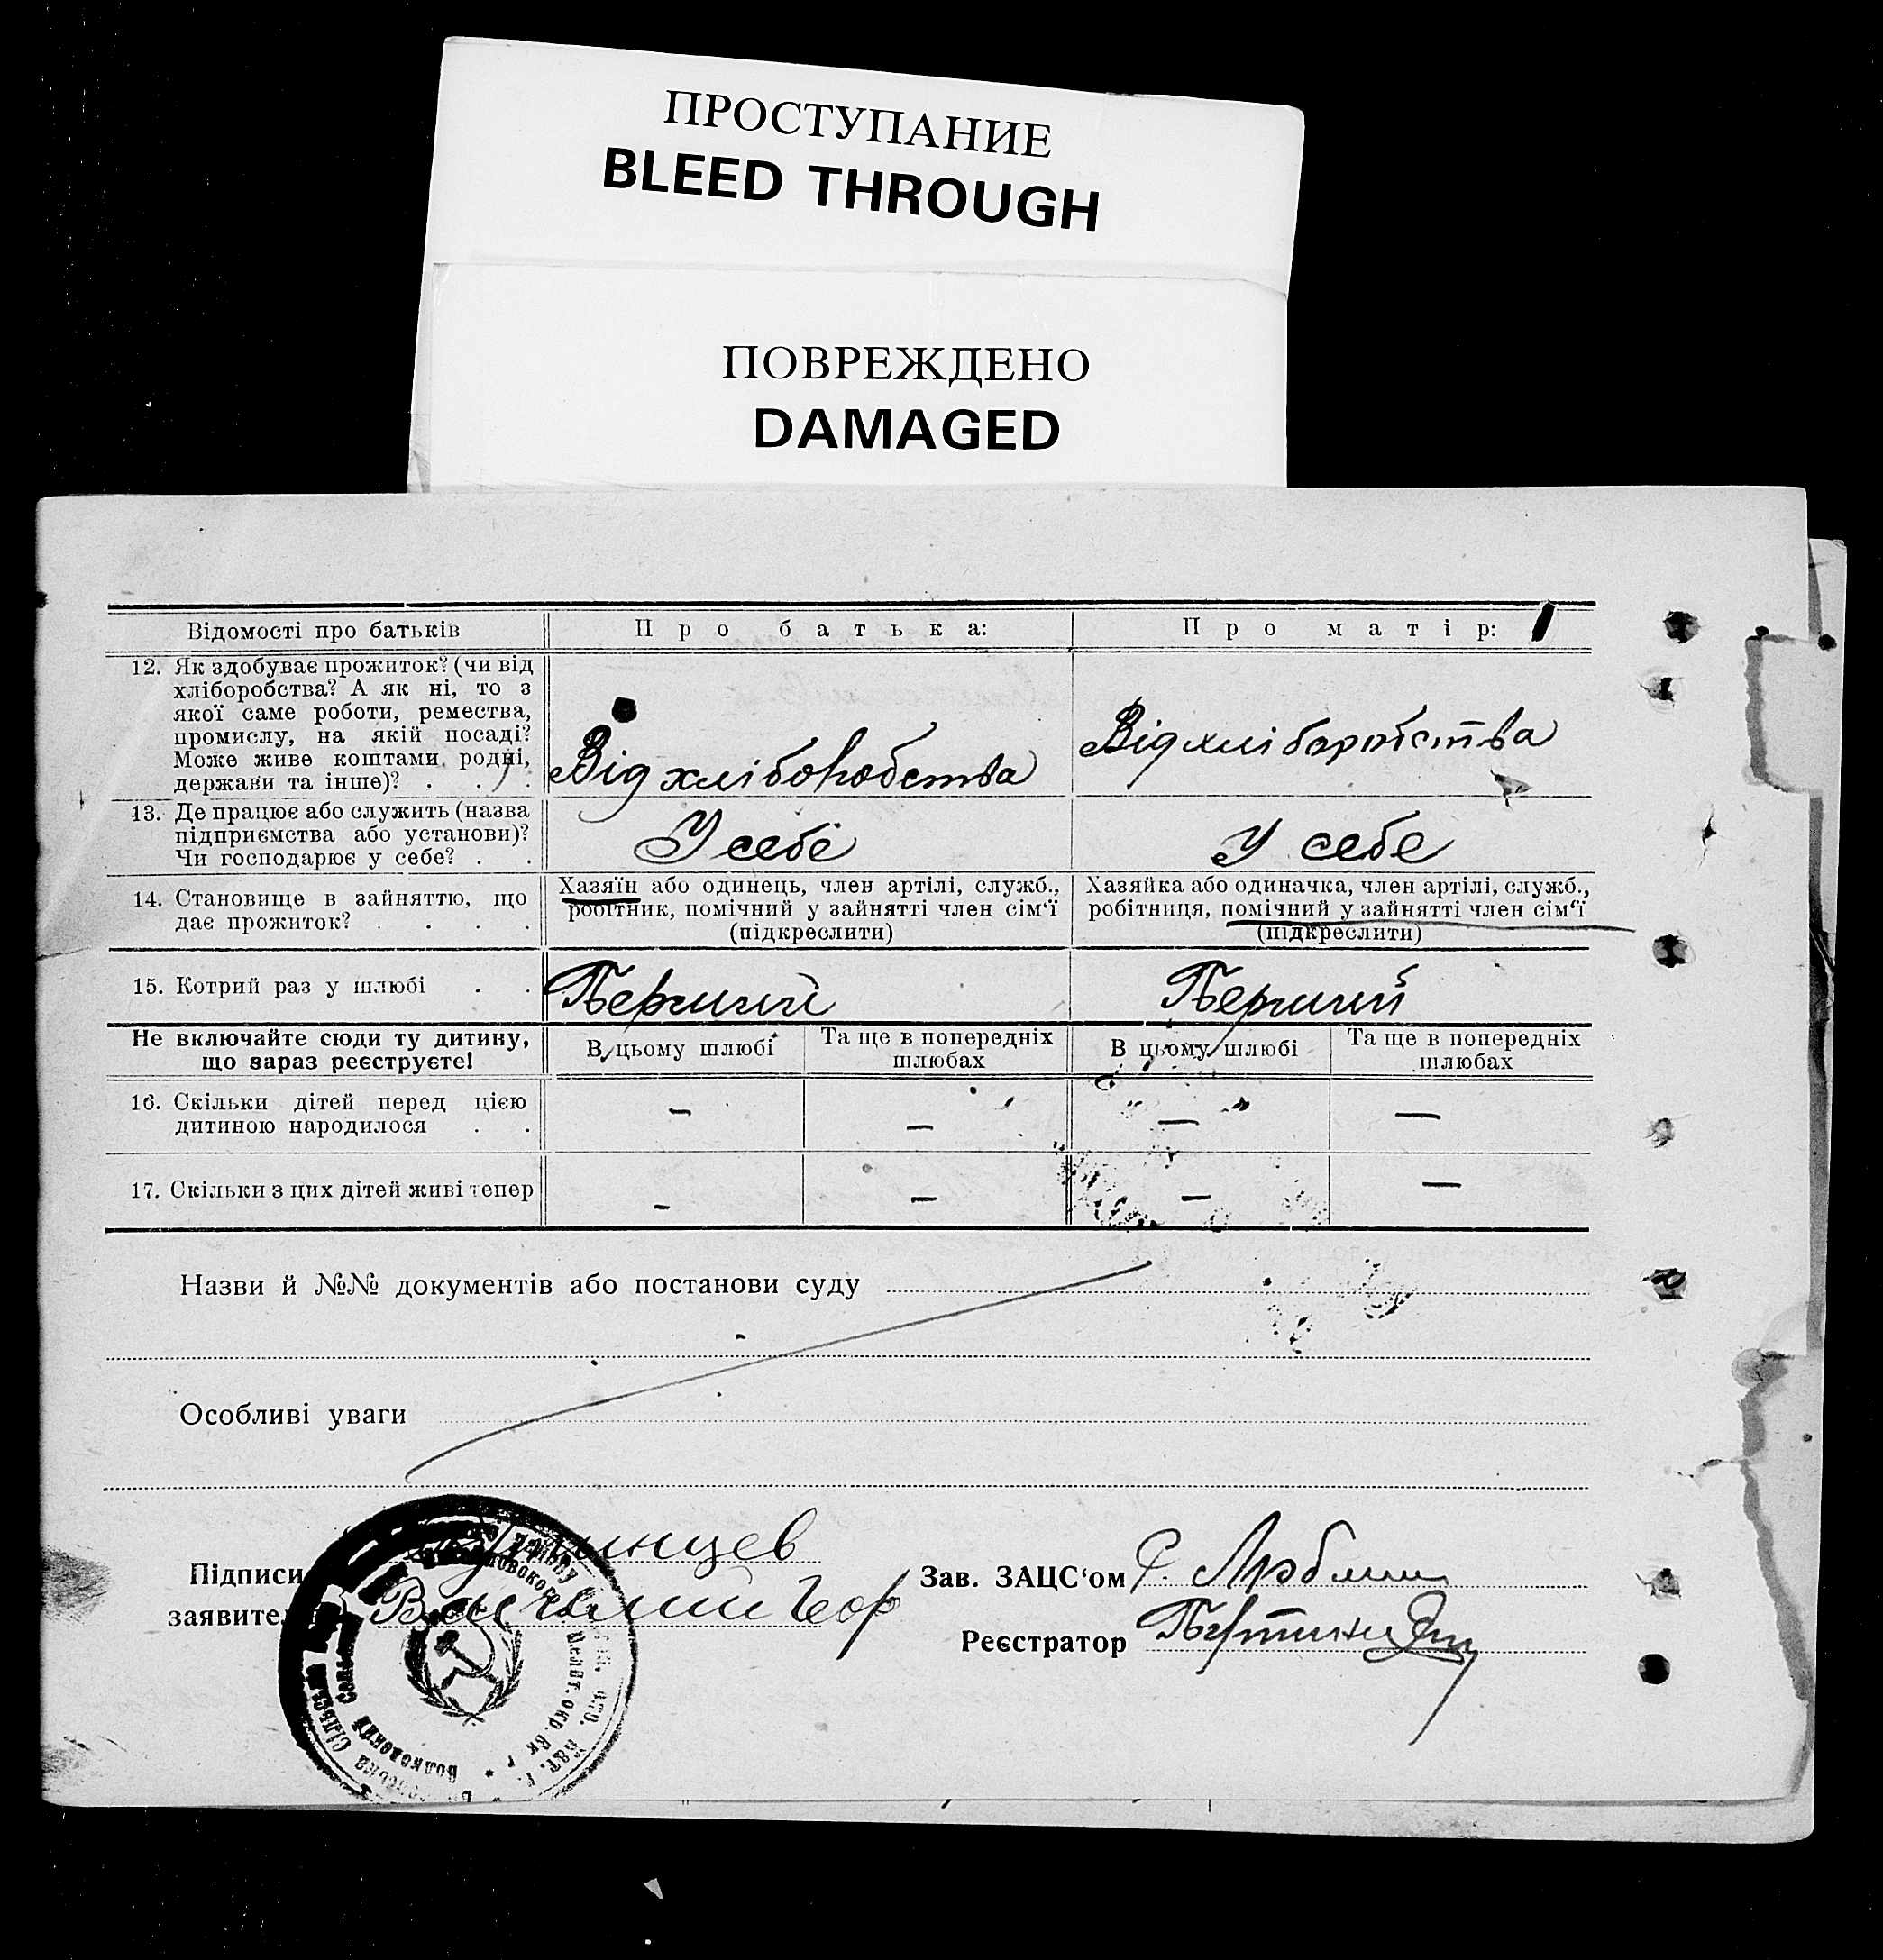 ПРОСТУПАНИЕ
BLEED THROUGH
ПОВРЕЖДЕНО
DAMAGED
Відомості про батьків
Про батька:
Про матір:
12. Як здобуває прожиток? (чи від
хліборобства? А як ні, то з
якої саме роботи, ремества,
промислу, на якій посаді?
Може живе коштами родні,
держави та інше)? . . .
Від хліборобства
Від хліборобства
13. Де працює або служить (назва
підприємства або установи)?
Чи господарює у себе? . .
У себе
У себе
14. Становище в зайняттю, що
дає прожиток? . . . .
Хазяїн або одинець, член артілі, служб.,
робітник, помічний у зайнятті член сім‘ї
(підкреслити)
Хазяйка або одиначка, член артілі, служб.,
робітниця, помічний у зайнятті член сім‘ї
(підкреслити)
15. Котрий раз у шлюбі . .
Перший
Перший
Не включайте сюди ту дитину,
що зараз реєструєте!
В цьому шлюбі
Та ще в попередніх
шлюбах
В цьому шлюбі
Та ще в попередніх
шлюбах
16. Скільки дітей перед цією
дитиною народилося . .
— — — —
17. Скільки з цих дітей живі тепер
— — — —
Назви й №№ документів або постанови суду
Особливі уваги
Підписи
заявител
Зав. ЗАЦС‘ом
Реєстратор